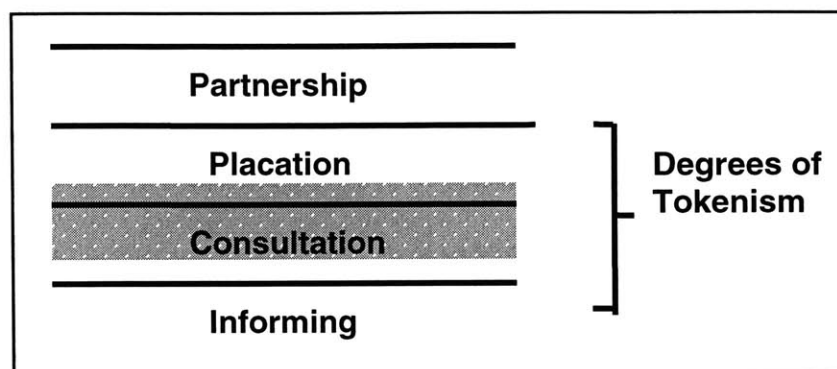 Partnership
Placation
Consultation
Informing
Degrees of
Tokenism